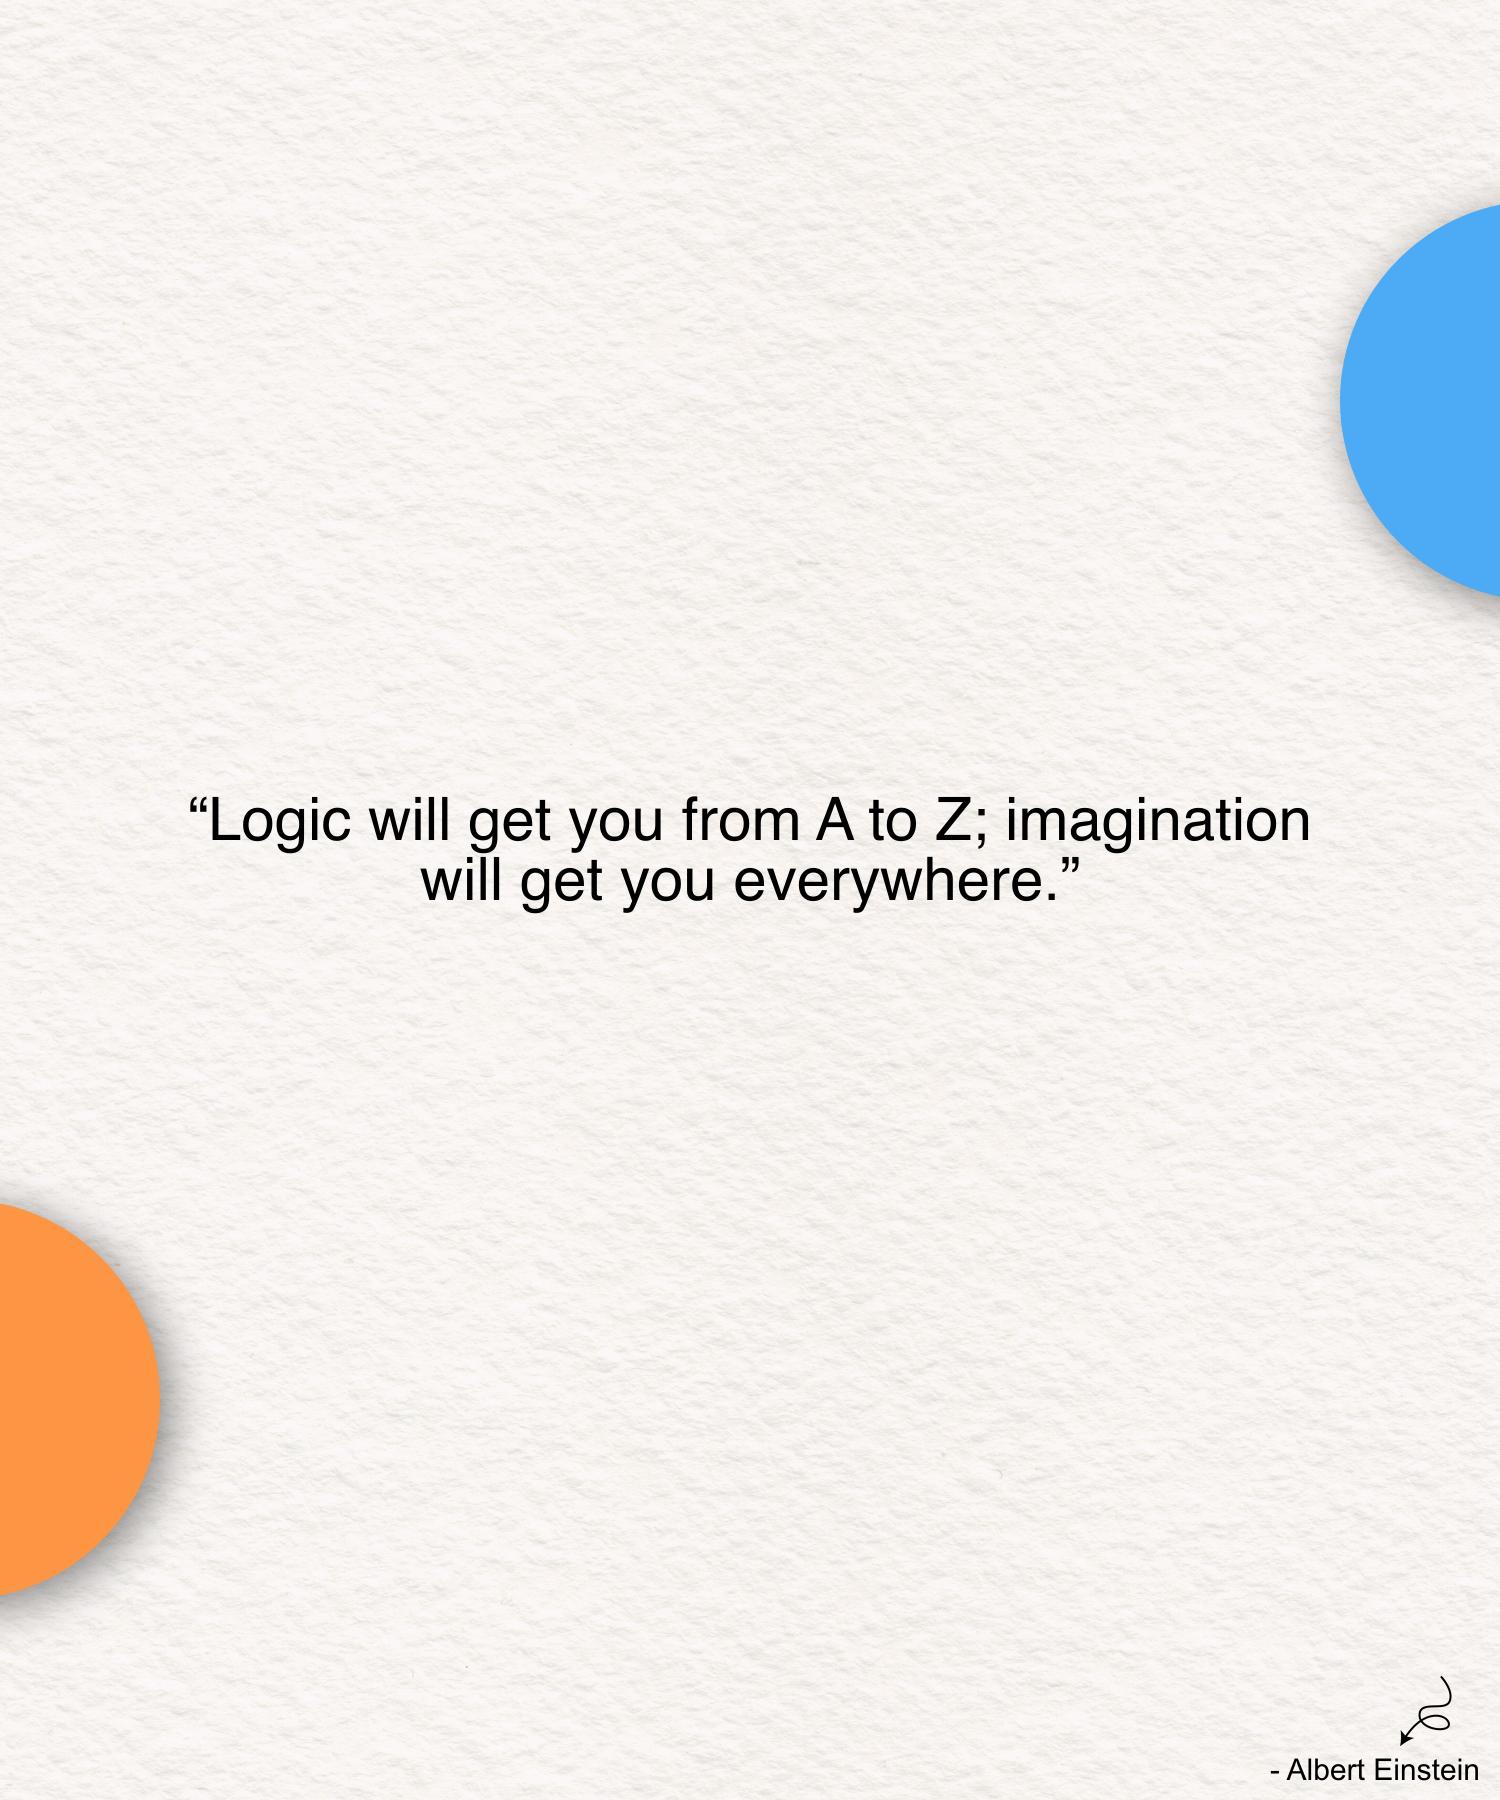 “Logic will get you from A to Z; imagination
will get you everywhere.”
- Albert Einstein